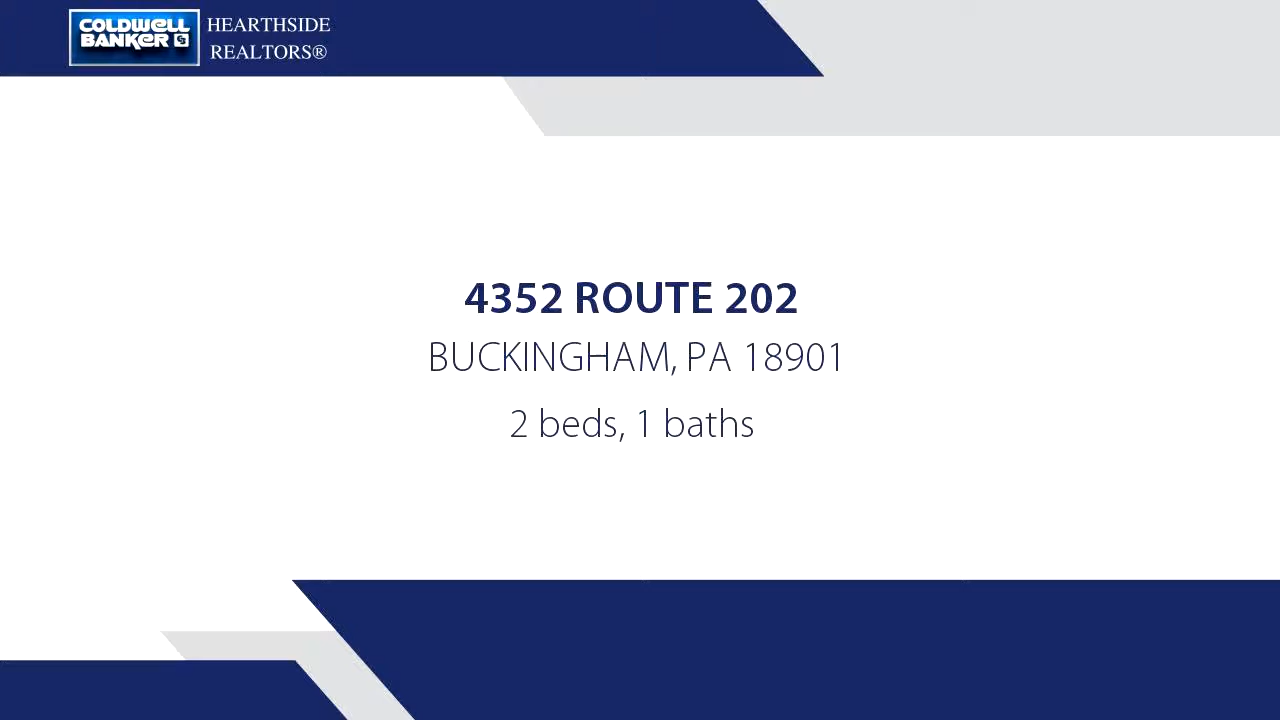 COLDWELL
BANKER
HEARTHSIDE
REALTORS®
4352 ROUTE 202
BUCKINGHAM, PA 18901
2 beds, 1 baths